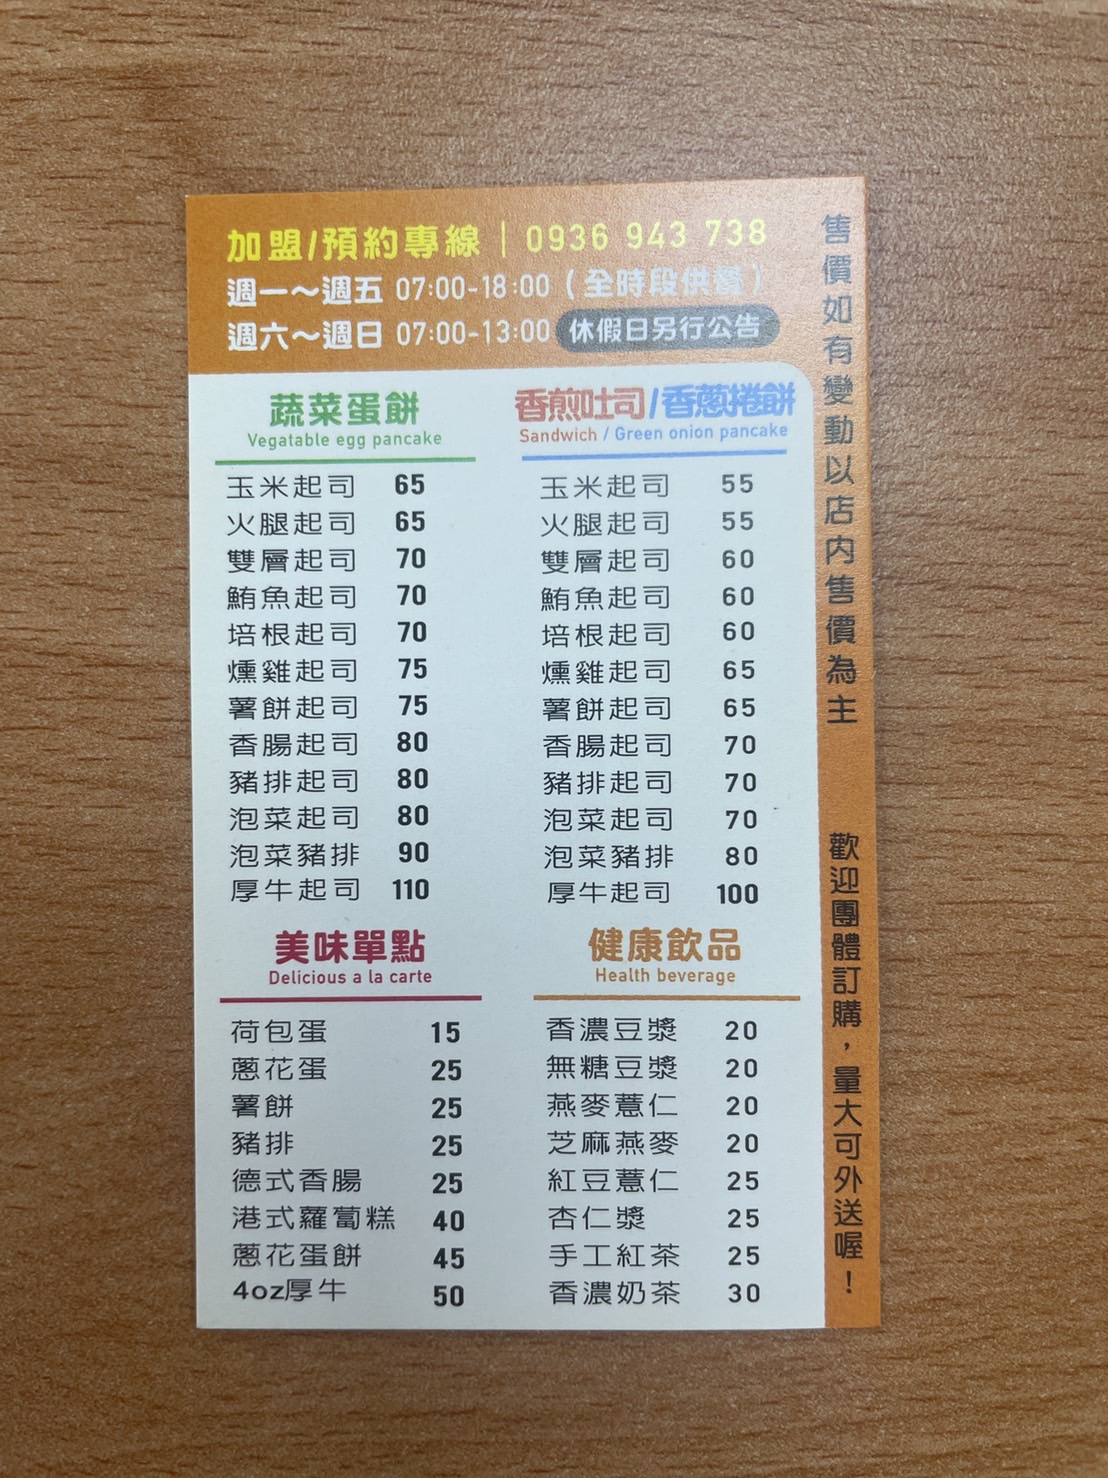 加盟/預約專線｜0936 943 738
週一～週五 07:00-18:00（全時段供餐）
週六～週日 07:00-13:00 休假日另行公告
蔬菜蛋餅
Vegatable egg pancake
玉米起司 65
火腿起司 65
雙層起司 70
鮪魚起司 70
培根起司 70
燻雞起司 75
薯餅起司 75
香腸起司 80
豬排起司 80
泡菜起司 80
泡菜豬排 90
厚牛起司 110
香煎吐司/香蔥捲餅
Sandwich / Green onion pancake
玉米起司 55
火腿起司 55
雙層起司 60
鮪魚起司 60
培根起司 60
燻雞起司 65
薯餅起司 65
香腸起司 70
豬排起司 70
泡菜起司 70
泡菜豬排 80
厚牛起司 100
美味單點
Delicious a la carte
荷包蛋 15
蔥花蛋 25
薯餅 25
豬排 25
德式香腸 25
港式蘿蔔糕 40
蔥花蛋餅 45
4oz厚牛 50
健康飲品
Health beverage
香濃豆漿 20
無糖豆漿 20
燕麥薏仁 20
芝麻燕麥 20
紅豆薏仁 25
杏仁漿 25
手工紅茶 25
香濃奶茶 30
售價如有變動以店內售價為主
歡迎團體訂購，量大可外送喔！